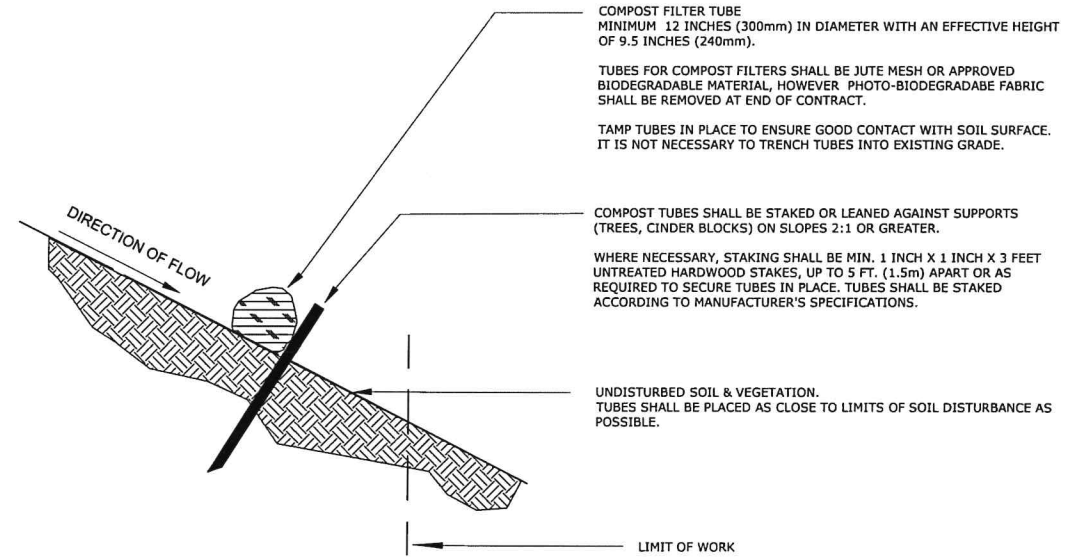 COMPOST FILTER TUBE
MINIMUM 12 INCHES (300mm) IN DIAMETER WITH AN EFFECTIVE HEIGHT
OF 9.5 INCHES (240mm).
TUBES FOR COMPOST FILTERS SHALL BE JUTE MESH OR APPROVED
BIODEGRADABLE MATERIAL, HOWEVER PHOTO-BIODEGRADABE FABRIC
SHALL BE REMOVED AT END OF CONTRACT.
TAMP TUBES IN PLACE TO ENSURE GOOD CONTACT WITH SOIL SURFACE.
IT IS NOT NECESSARY TO TRENCH TUBES INTO EXISTING GRADE.
DIRECTION OF FLOW
COMPOST TUBES SHALL BE STAKED OR LEANED AGAINST SUPPORTS
(TREES, CINDER BLOCKS) ON SLOPES 2:1 OR GREATER.
WHERE NECESSARY, STAKING SHALL BE MIN. 1 INCH X 1 INCH X 3 FEET
UNTREATED HARDWOOD STAKES, UP TO 5 FT. (1.5m) APART OR AS
REQUIRED TO SECURE TUBES IN PLACE. TUBES SHALL BE STAKED
ACCORDING TO MANUFACTURER'S SPECIFICATIONS.
UNDISTURBED SOIL & VEGETATION.
TUBES SHALL BE PLACED AS CLOSE TO LIMITS OF SOIL DISTURBANCE AS
POSSIBLE.
LIMIT OF WORK